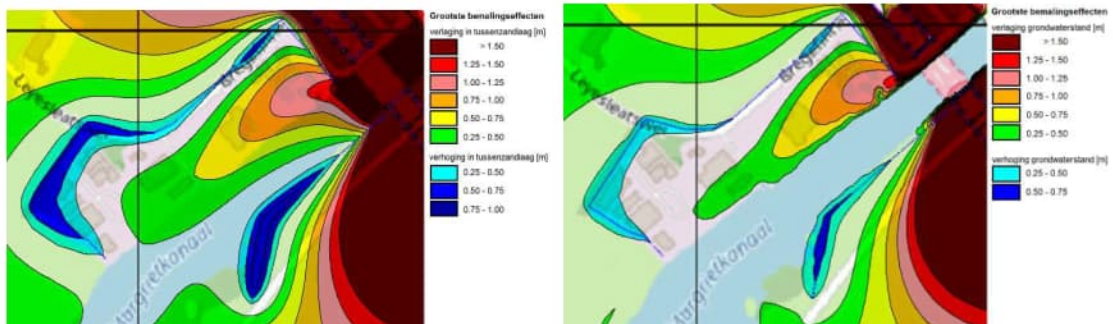 Grootste bemalingseffecten
verlaging in tussenzandlaag [m]
> 1.50
1.25 - 1.50
1.00 - 1.25
0.75 - 1.00
0.50 - 0.75
0.25 - 0.50
verhoging in tussenzandlaag [m]
0.25 - 0.50
0.50 - 0.75
0.75 - 1.00
Margrietkanaal
Grootste bemalingseffecten
verlaging grondwaterstand [m]
> 1.50
1.25 - 1.50
1.00 - 1.25
0.75 - 1.00
0.50 - 0.75
0.25 - 0.50
verhoging grondwaterstand [m]
0.25 - 0.50
0.50 - 0.75
Margrietkanaal